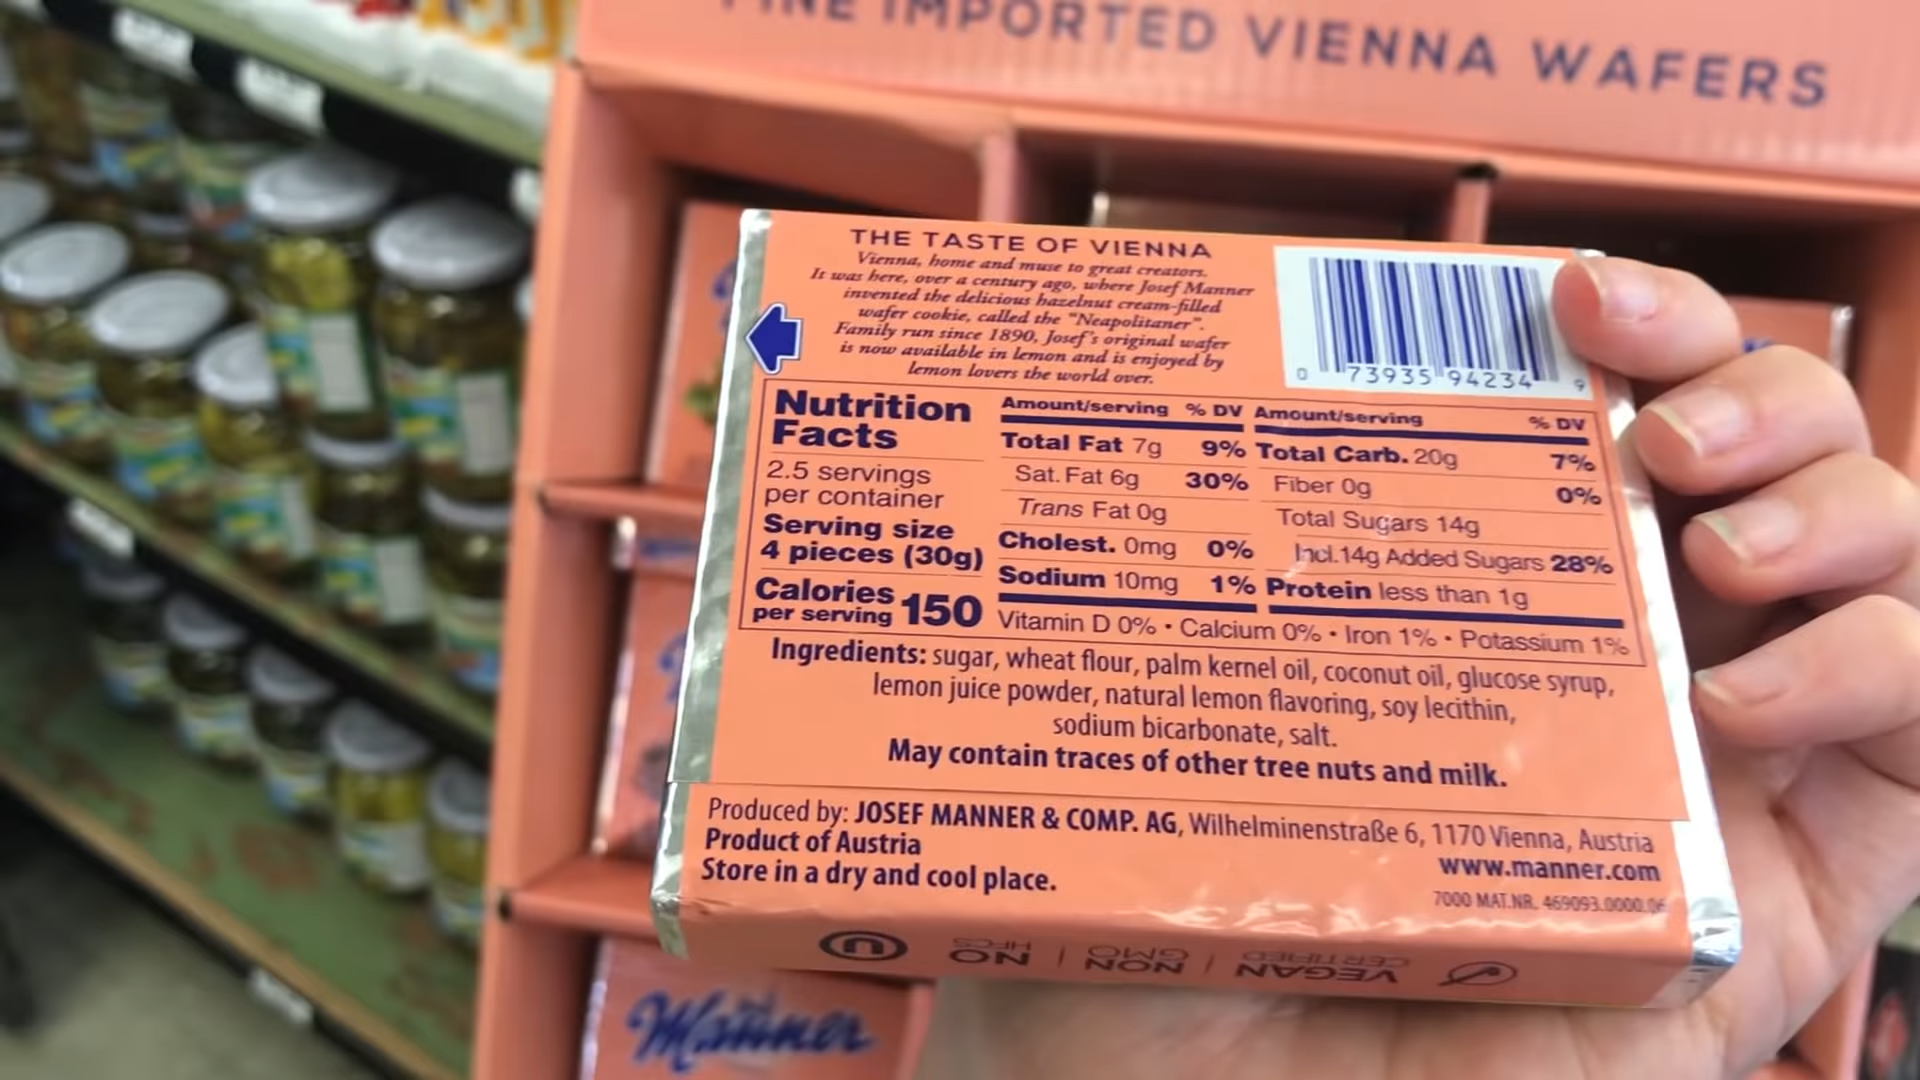 FINE IMPORTED VIENNA WAFERS
THE TASTE OF VIENNA
Vienna, home and muse to great creators.
It was here, over a century ago, where Josef Manner
invented the delicious hazelnut cream-filled
wafer cookie, called the "Neapolitaner".
Family run since 1890, Josef's original wafer
is now available in lemon and is enjoyed by
lemon lovers the world over.
0 73935 94234 9
Nutrition
Facts
2.5 servings
per container
Serving size
4 pieces (30g)
Calories
per serving 150
Amount/serving % DV
Total Fat 7g 9%
Sat. Fat 6g 30%
Trans Fat 0g
Cholest. 0mg 0%
Sodium 10mg 1%
Amount/serving % DV
Total Carb. 20g 7%
Fiber 0g 0%
Total Sugars 14g
Incl. 14g Added Sugars 28%
Protein less than 1g
Vitamin D 0% • Calcium 0% • Iron 1% • Potassium 1%
Ingredients: sugar, wheat flour, palm kernel oil, coconut oil, glucose syrup,
lemon juice powder, natural lemon flavoring, soy lecithin,
sodium bicarbonate, salt.
May contain traces of other tree nuts and milk.
Produced by: JOSEF MANNER & COMP. AG, Wilhelminenstraße 6, 1170 Vienna, Austria
Product of Austria
www.manner.com
Store in a dry and cool place.
7000 MAT.NR. 469093.0000.06
CERTIFIED
VEGAN | NON
GMO | NO
HFCS
U
Manner